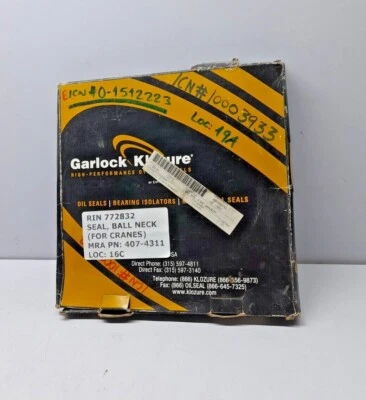 EICN #0-1512223
ICN#10003933
LOC: 19A
Garlock Klozure®
HIGH-PERFORMANCE
OIL SEALS | BEARING ISOLATORS |
SEALS
RIN 772832
SEAL, BALL NECK
(FOR CRANES)
MRA PN: 407-4311
LOC: 16C
USA
Direct Phone: (315) 597-4811
Direct Fax: (315) 597-3140
Telephone: (866) KLOZURE (866-556-9873)
Fax: (866) OILSEAL (866-645-7325)
www.klozure.com